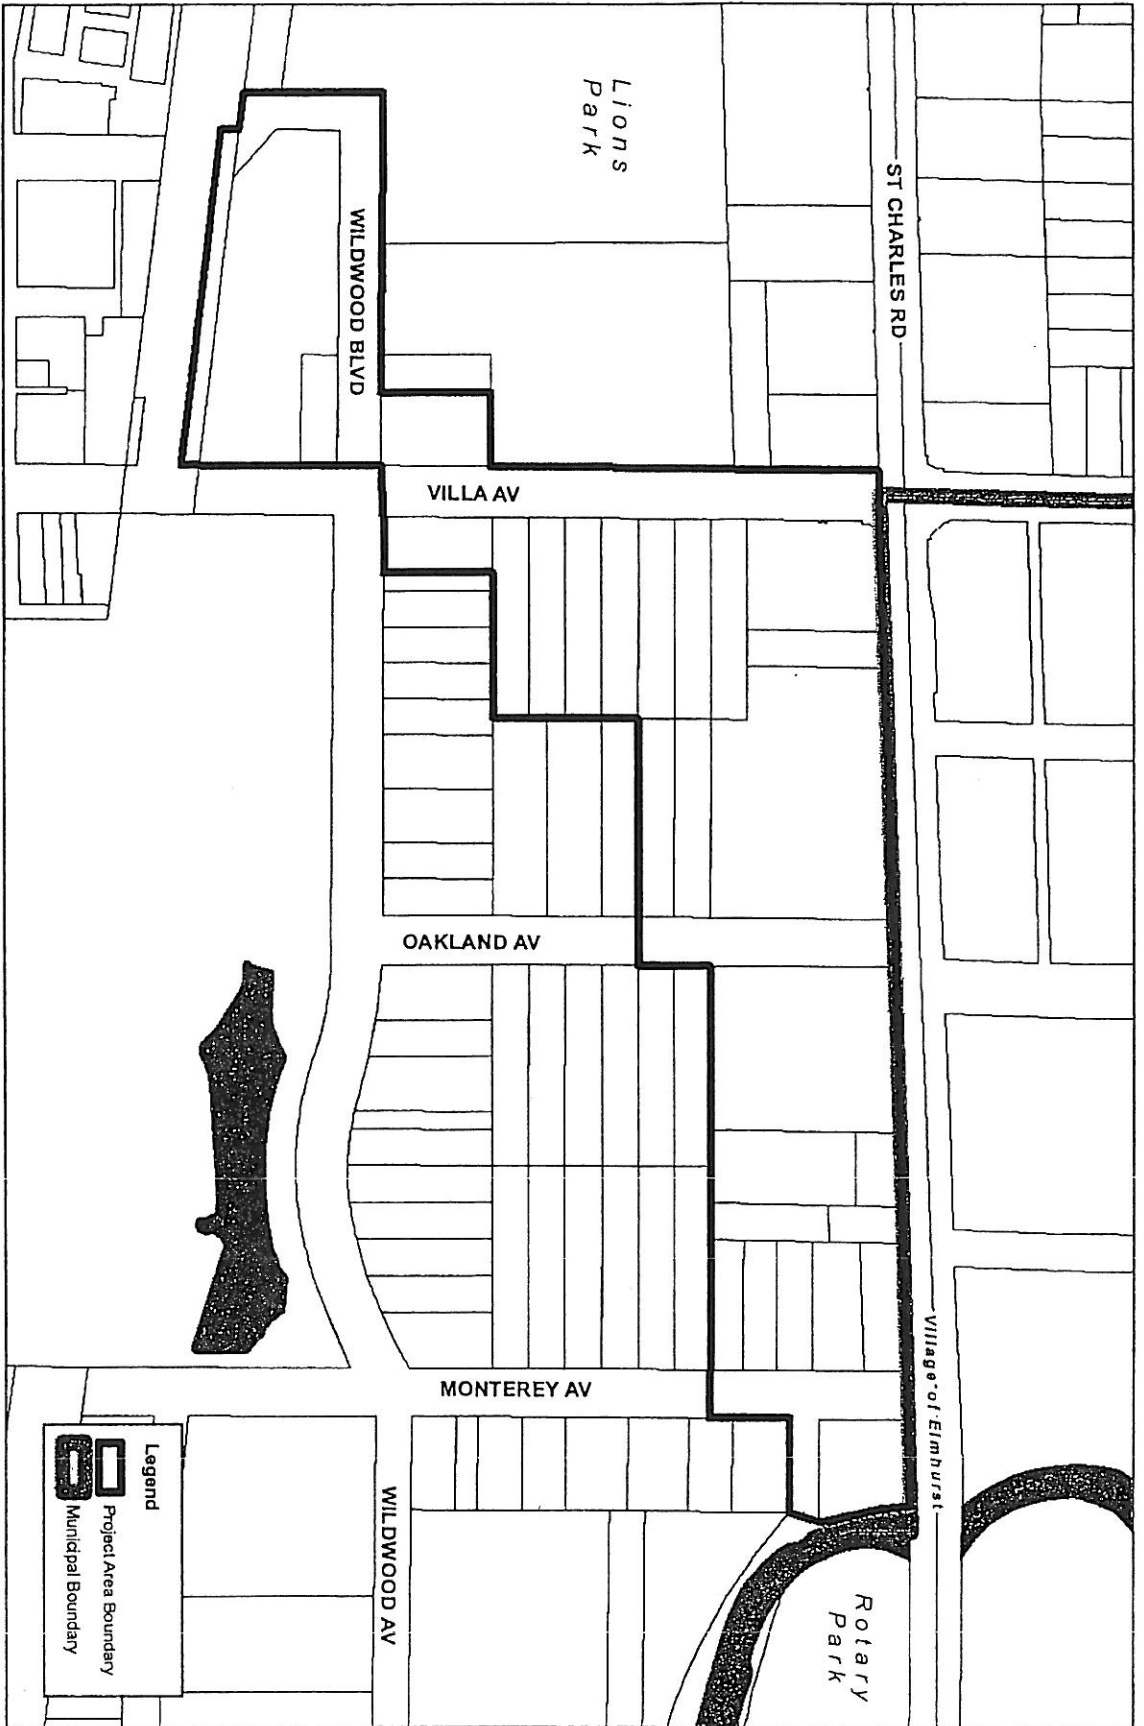 Lions
Park
ST CHARLES RD
WILDWOOD BLVD
VILLA AV
OAKLAND AV
Village of Elmhurst
MONTEREY AV
WILDWOOD AV
Rotary
Park
Legend
Project Area Boundary
Municipal Boundary